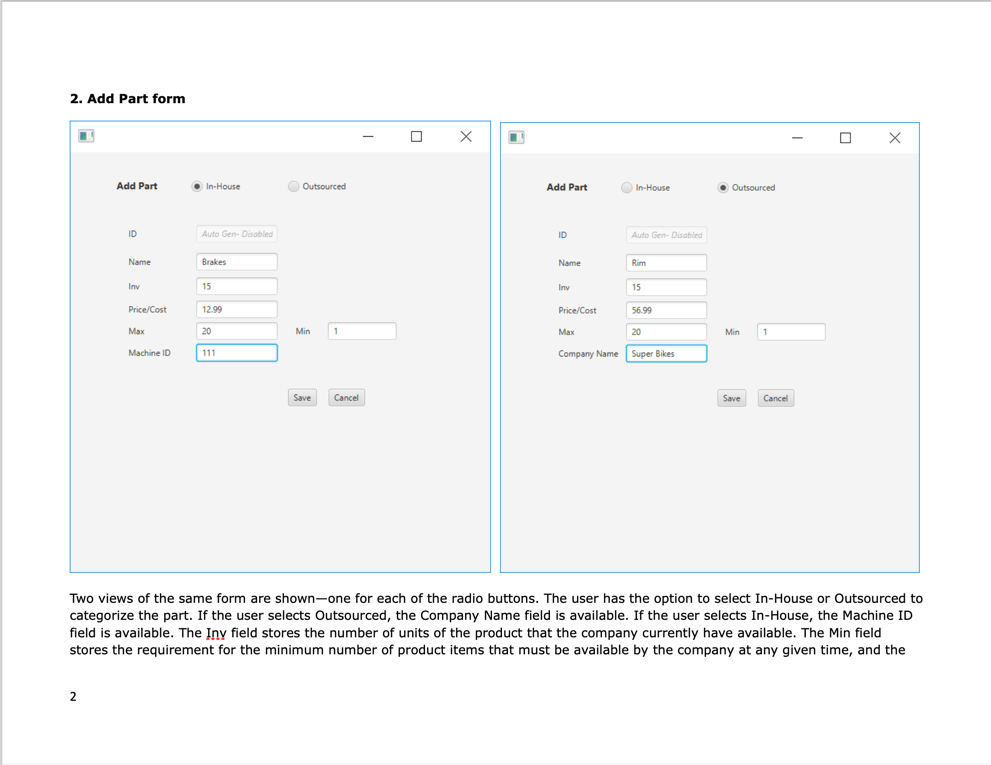 2. Add Part form
Add Part In-House Outsourced
ID Auto Gen- Disabled
Name Brakes
Inv 15
Price/Cost 12.99
Max 20 Min 1
Machine ID 111
Save Cancel
Add Part In-House Outsourced
ID Auto Gen- Disabled
Name Rim
Inv 15
Price/Cost 56.99
Max 20 Min 1
Company Name Super Bikes
Save Cancel
Two views of the same form are shown—one for each of the radio buttons. The user has the option to select In-House or Outsourced to
categorize the part. If the user selects Outsourced, the Company Name field is available. If the user selects In-House, the Machine ID
field is available. The Inv field stores the number of units of the product that the company currently have available. The Min field
stores the requirement for the minimum number of product items that must be available by the company at any given time, and the
2